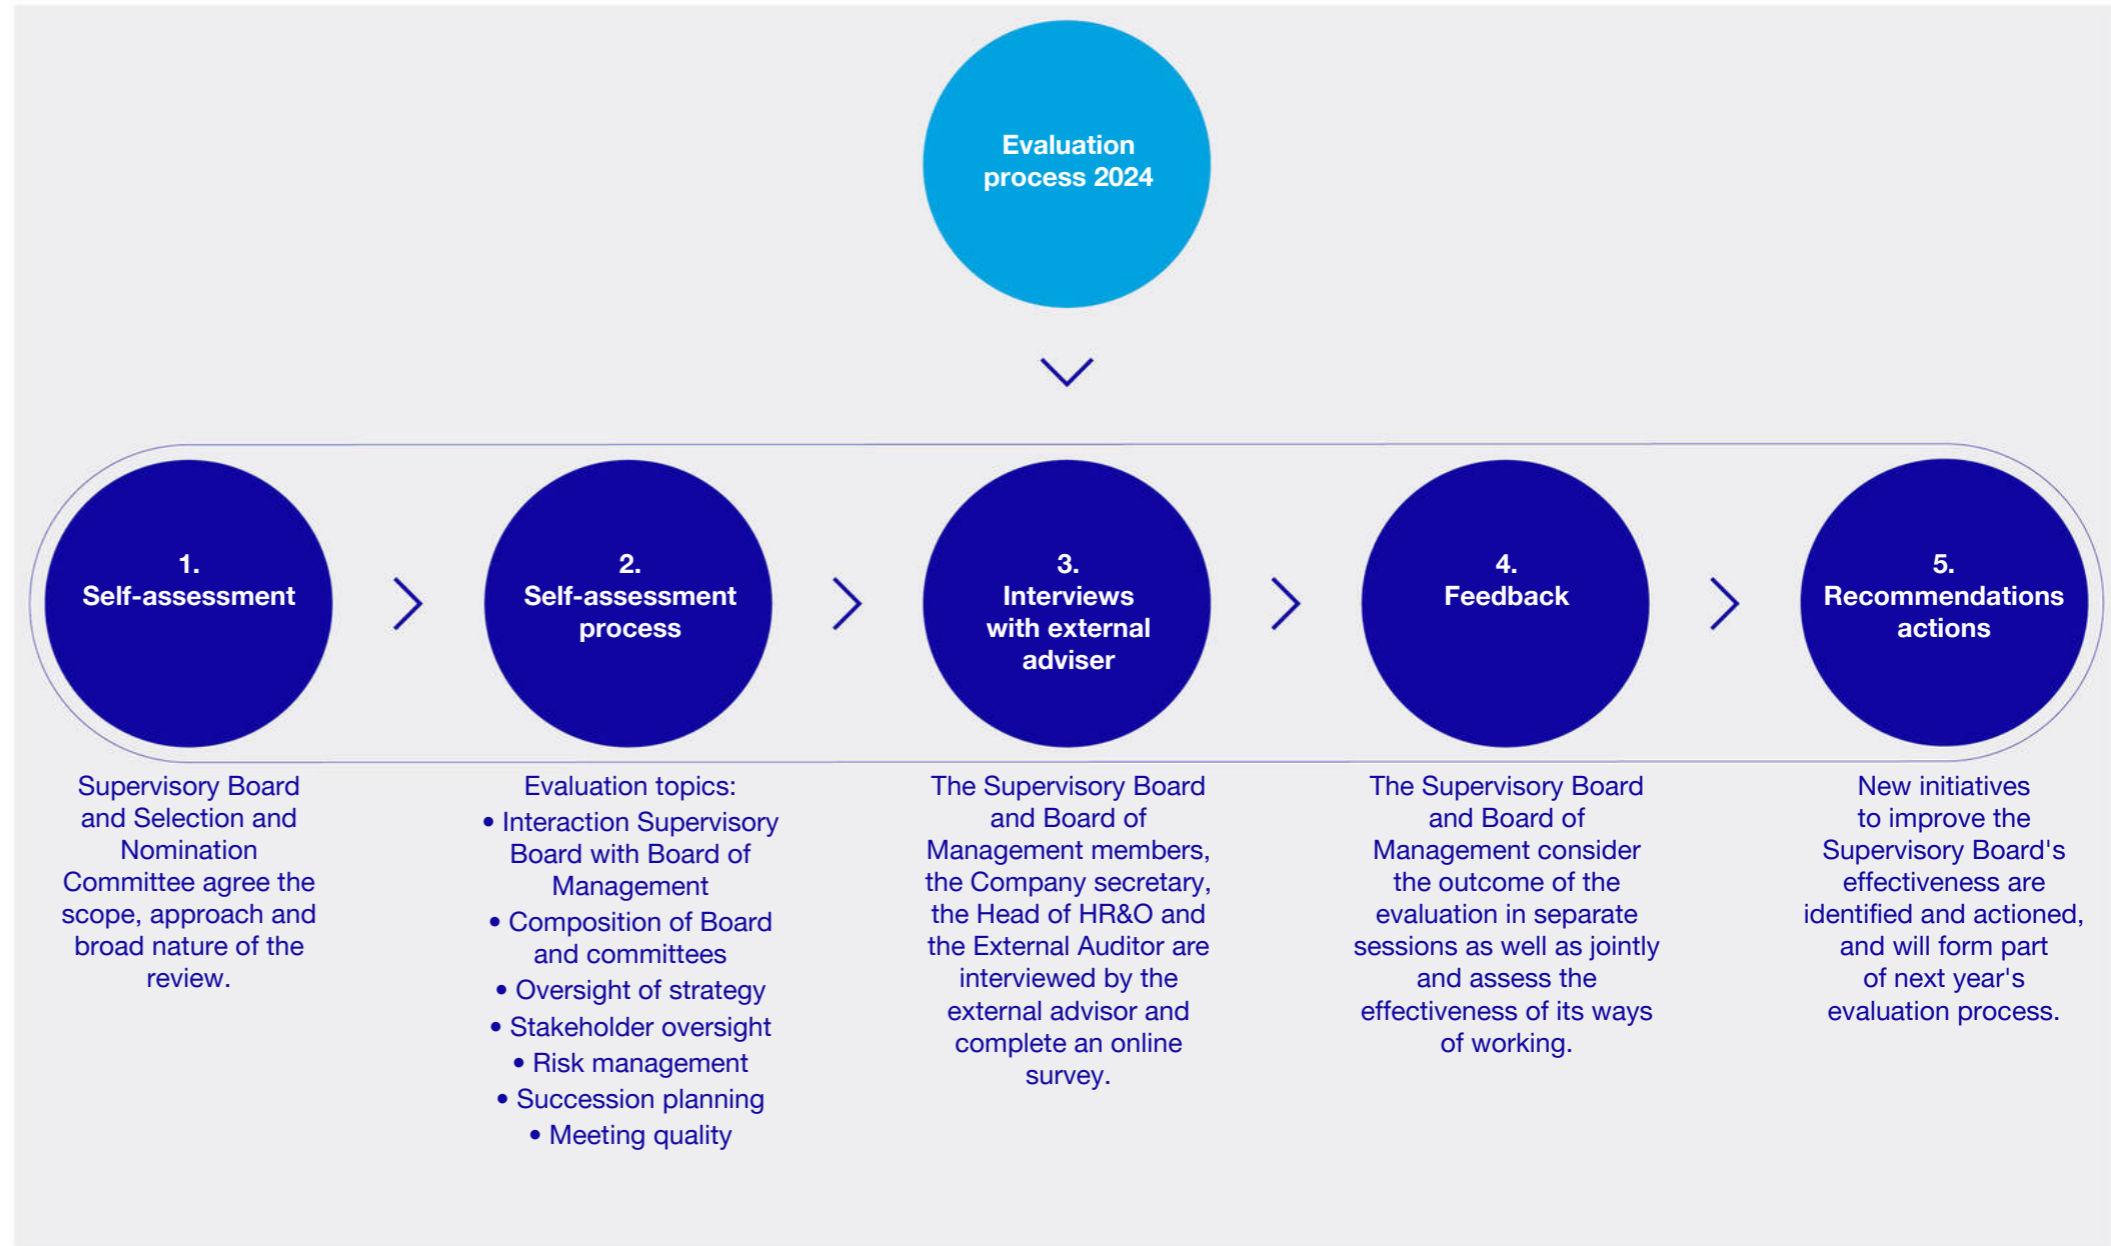 Evaluation
process 2024
1.
Self-assessment
2.
Self-assessment
process
3.
Interviews
with external
adviser
4.
Feedback
5.
Recommendations
actions
Supervisory Board
and Selection and
Nomination
Committee agree the
scope, approach and
broad nature of the
review.
Evaluation topics:
• Interaction Supervisory
Board with Board of
Management
• Composition of Board
and committees
• Oversight of strategy
• Stakeholder oversight
• Risk management
• Succession planning
• Meeting quality
The Supervisory Board
and Board of
Management members,
the Company secretary,
the Head of HR&O and
the External Auditor are
interviewed by the
external advisor and
complete an online
survey.
The Supervisory Board
and Board of
Management consider
the outcome of the
evaluation in separate
sessions as well as jointly
and assess the
effectiveness of its ways
of working.
New initiatives
to improve the
Supervisory Board's
effectiveness are
identified and actioned,
and will form part
of next year's
evaluation process.